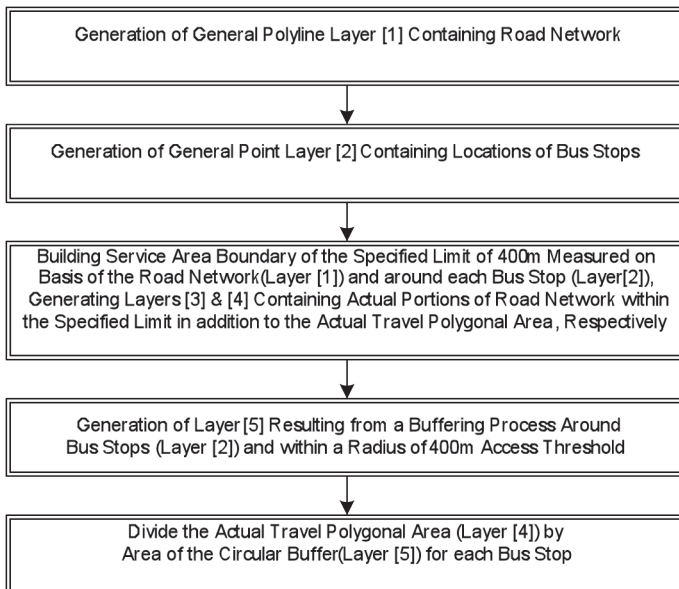 Generation of General Polyline Layer [1] Containing Road Network
Generation of General Point Layer [2] Containing Locations of Bus Stops
Building Service Area Boundary of the Specified Limit of 400m Measured on
Basis of the Road Network(Layer [1]) and around each Bus Stop (Layer[2]),
Generating Layers [3] & [4] Containing Actual Portions of Road Network within
the Specified Limit in addition to the Actual Travel Polygonal Area, Respectively
Generation of Layer [5] Resulting from a Buffering Process Around
Bus Stops (Layer [2]) and within a Radius of 400m Access Threshold
Divide the Actual Travel Polygonal Area (Layer [4]) by
Area of the Circular Buffer(Layer [5]) for each Bus Stop